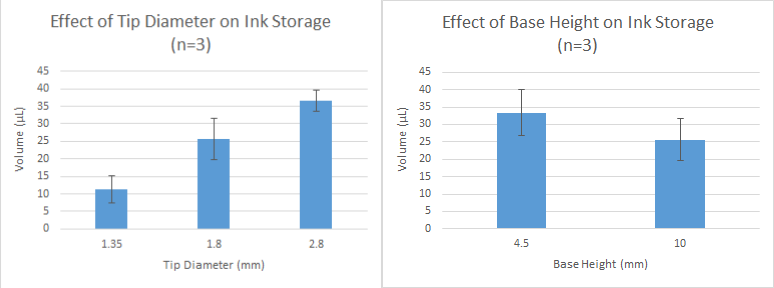 Effect of Tip Diameter on Ink Storage
(n=3)
45
40
35
30
25
20
15
10
5
0
Volume (µL)
1.35 1.8 2.8
Tip Diameter (mm)
Effect of Base Height on Ink Storage
(n=3)
45
40
35
30
25
20
15
10
5
0
Volume (µL)
4.5 10
Base Height (mm)